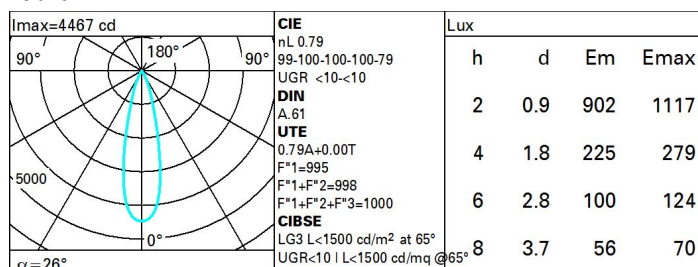 Imax=4467 cd
90°
180°
90°
5000
0°
α=26°
CIE
nL 0.79
99-100-100-100-79
UGR <10-<10
DIN
A.61
UTE
0.79A+0.00T
F"1=995
F"1+F"2=998
F"1+F"2+F"3=1000
CIBSE
LG3 L<1500 cd/m² at 65°
UGR<10 | L<1500 cd/mq @65°
Lux
h d Em Emax
2 0.9 902 1117
4 1.8 225 279
6 2.8 100 124
8 3.7 56 70